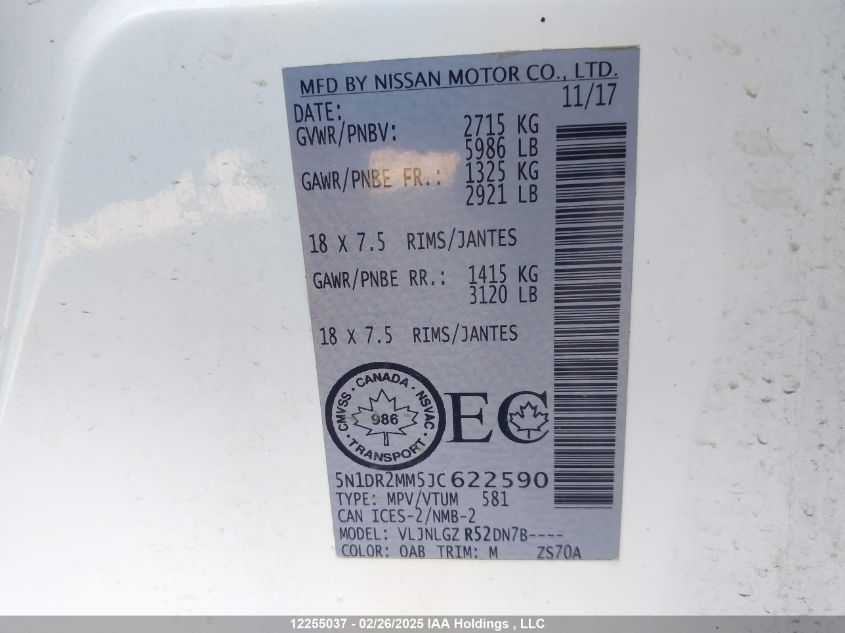 MFD BY NISSAN MOTOR CO., LTD.
DATE: 11/17
GVWR/PNBV: 2715 KG
5986 LB
GAWR/PNBE FR.: 1325 KG
2921 LB
18 X 7.5 RIMS/JANTES
GAWR/PNBE RR.: 1415 KG
3120 LB
18 X 7.5 RIMS/JANTES
CMVSS · CANADA · NSVAC
986
TRANSPORT
EC
5N1DR2MM5JC622590
TYPE: MPV/VTUM 581
CAN ICES-2/NMB-2
MODEL: VLJNLGZ R52DN7B----
COLOR: OAB TRIM: M ZS70A
12255037 - 02/26/2025 IAA Holdings , LLC